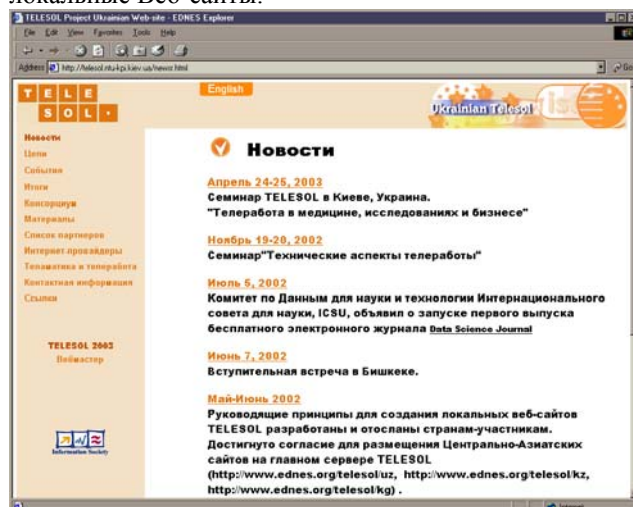 локальные Веб-сайты.
TELESOL Project Ukrainian Web-site - EDNES Explorer
File Edit View Favorites Tools Help
Address http://telesol.ntu-kpi.kiev.ua/newsr.html Go
TELE
SOL
English
Ukrainian Telesol
Новости
Цели
События
Итоги
Консорциум
Материалы
Список партнеров
Интернет провайдеры
Телематика и телеработа
Контактная информация
Ссылки
TELESOL 2003
Вебмастер
Information Society
Новости
Апрель 24-25, 2003
Семинар TELESOL в Киеве, Украина.
"Телеработа в медицине, исследованиях и бизнесе"
Ноябрь 19-20, 2002
Семинар"Технические аспекты телеработы"
Июль 5, 2002
Комитет по Данным для науки и технологии Интернационального
совета для науки, ICSU, объявил о запуске первого выпуска
бесплатного электронного журнала Data Science Journal
Июнь 7, 2002
Вступительная встреча в Бишкеке.
Май-Июнь 2002
Руководящие принципы для создания локальных веб-сайтов
TELESOL разработаны и отосланы странам-участникам.
Достигнуто согласие для размещения Центрально-Азиатских
сайтов на главном сервере TELESOL
(http://www.ednes.org/telesol/uz, http://www.ednes.org/telesol/kz,
http://www.ednes.org/telesol/kg) .